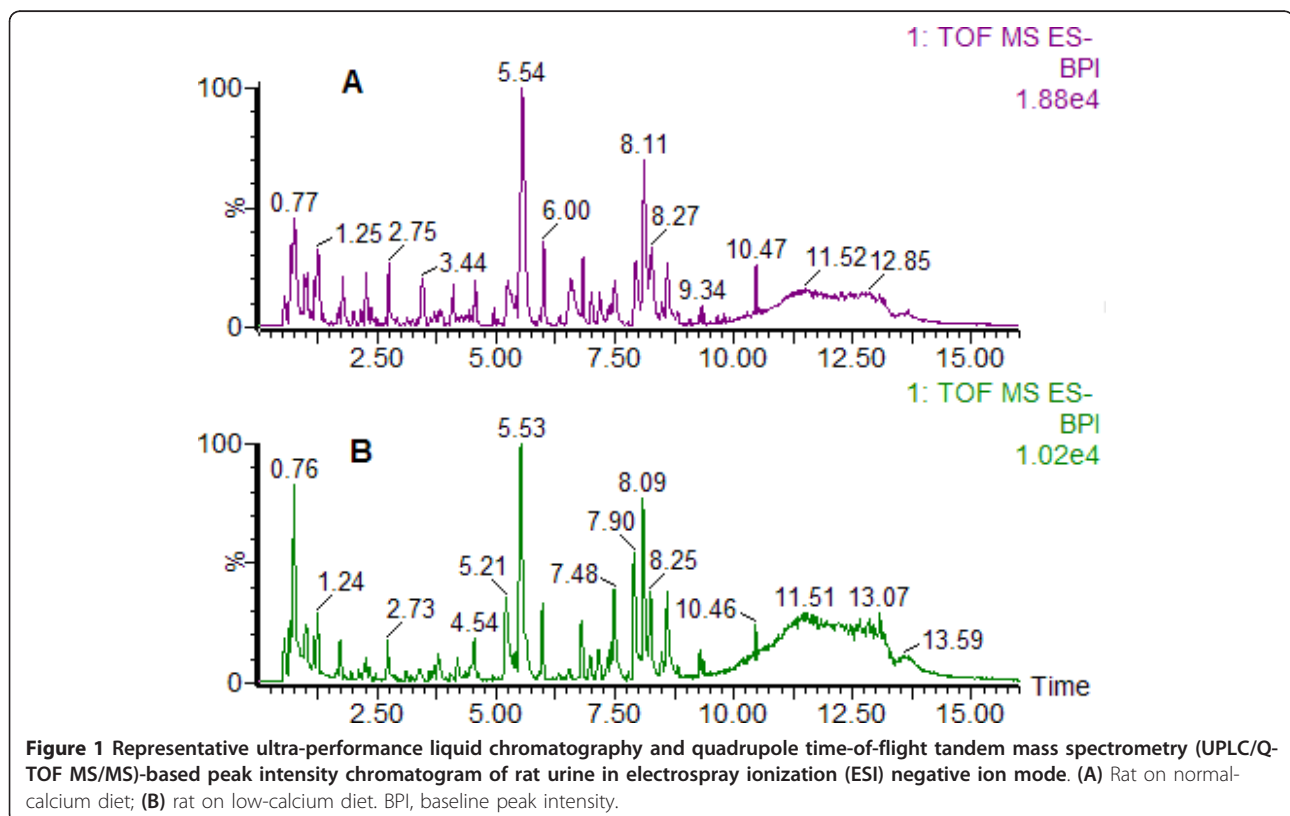 1: TOF MS ES-
BPI
1.88e4
A
5.54
100
8.11
0.77
6.00
8.27
%
1.25 2.75
3.44
10.47
11.52 12.85
9.34
0
2.50 5.00 7.50 10.00 12.50 15.00
1: TOF MS ES-
BPI
1.02e4
B
5.53
100
0.76
8.09
7.90
%
1.24
5.21
7.48
8.25
2.73
4.54
10.46
11.51 13.07
13.59
0
Time
2.50 5.00 7.50 10.00 12.50 15.00
Figure 1 Representative ultra-performance liquid chromatography and quadrupole time-of-flight tandem mass spectrometry (UPLC/Q-
TOF MS/MS)-based peak intensity chromatogram of rat urine in electrospray ionization (ESI) negative ion mode. (A) Rat on normal-
calcium diet; (B) rat on low-calcium diet. BPI, baseline peak intensity.